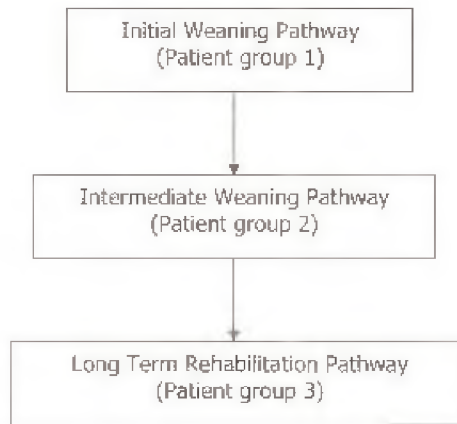 Initial Weaning Pathway
(Patient group 1)
Intermediate Weaning Pathway
(Patient group 2)
Long Term Rehabilitation Pathway
(Patient group 3)